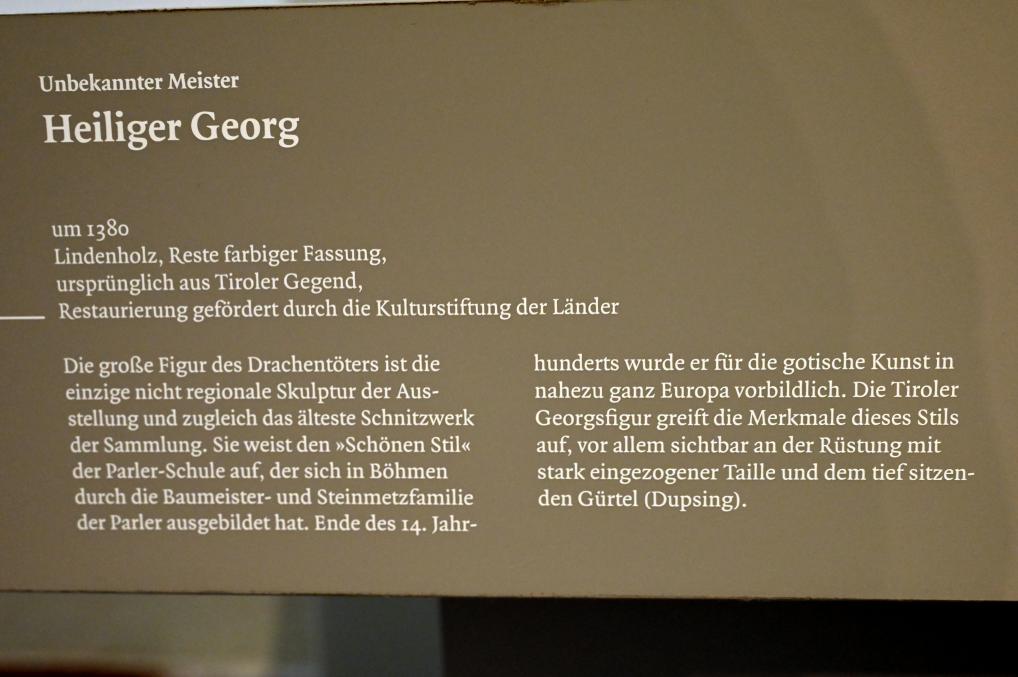 Unbekannter Meister
Heiliger Georg
um 1380
Lindenholz, Reste farbiger Fassung,
ursprünglich aus Tiroler Gegend,
Restaurierung gefördert durch die Kulturstiftung der Länder
Die große Figur des Drachentöters ist die
einzige nicht regionale Skulptur der Aus-
stellung und zugleich das älteste Schnitzwerk
der Sammlung. Sie weist den »Schönen Stil«
der Parler-Schule auf, der sich in Böhmen
durch die Baumeister- und Steinmetzfamilie
der Parler ausgebildet hat. Ende des 14. Jahr-
hunderts wurde er für die gotische Kunst in
nahezu ganz Europa vorbildlich. Die Tiroler
Georgsfigur greift die Merkmale dieses Stils
auf, vor allem sichtbar an der Rüstung mit
stark eingezogener Taille und dem tief sitzen-
den Gürtel (Dupsing).